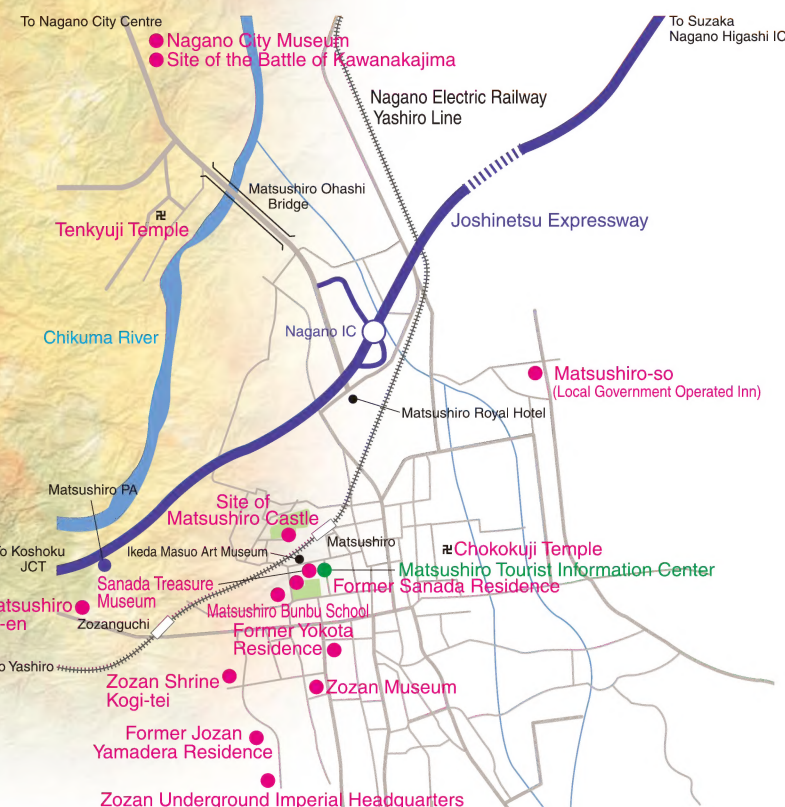 To Nagano City Centre
Nagano City Museum
Site of the Battle of Kawanakajima
To Suzaka
Nagano Higashi IC
Nagano Electric Railway
Yashiro Line
Matsushiro Ohashi
Bridge
卍
Tenkyuji Temple
Joshinetsu Expressway
Chikuma River
Nagano IC
Matsushiro-so
(Local Government Operated Inn)
Matsushiro Royal Hotel
Matsushiro PA
Site of
Matsushiro Castle
Matsushiro
o Koshoku
JCT
Ikeda Masuo Art Museum
卍 Chokokuji Temple
Matsushiro Tourist Information Center
Sanada Treasure
Museum
Former Sanada Residence
atsushiro
-en
Matsushiro Bunbu School
Zozanguchi
Former Yokota
Residence
o Yashiro
Zozan Shrine
Kogi-tei
Zozan Museum
Former Jozan
Yamadera Residence
Zozan Underground Imperial Headquarters